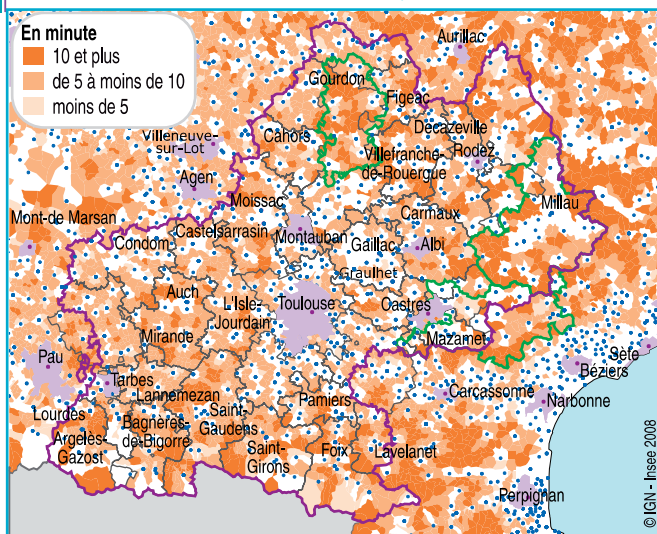 En minute
10 et plus
de 5 à moins de 10
moins de 5
Aurillac
Gourdon
Figeac
Villeneuve-
sur-Lot
Cahors
Decazeville
Rodez
Villefranche-
de-Rouergue
Agen
Moissac
Millau
Mont-de Marsan
Carmaux
Castelsarrasin
Condom
Montauban
Gaillac
Albi
Graulhet
Auch
L'Isle-
Jourdain
Toulouse
Castres
Mirande
Mazamet
Pau
Sète
Béziers
Tarbes
Lannemezan
Pamiers
Carcassonne
Narbonne
Lourdes
Bagnères-
de-Bigorre
Saint-
Gaudens
Argelès-
Gazost
Saint-
Girons
Foix
Lavelanet
Perpignan
© IGN - Insee 2008